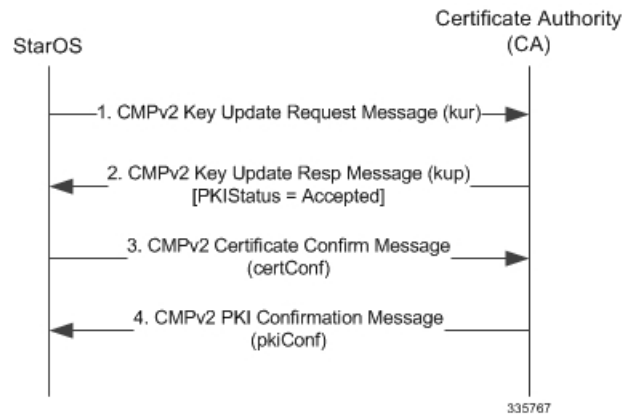 Certificate Authority
(CA)
StarOS
1. CMPv2 Key Update Request Message (kur)
2. CMPv2 Key Update Resp Message (kup)
[PKIStatus = Accepted]
3. CMPv2 Certificate Confirm Message
(certConf)
4. CMPv2 PKI Confirmation Message
(pkiConf)
335767